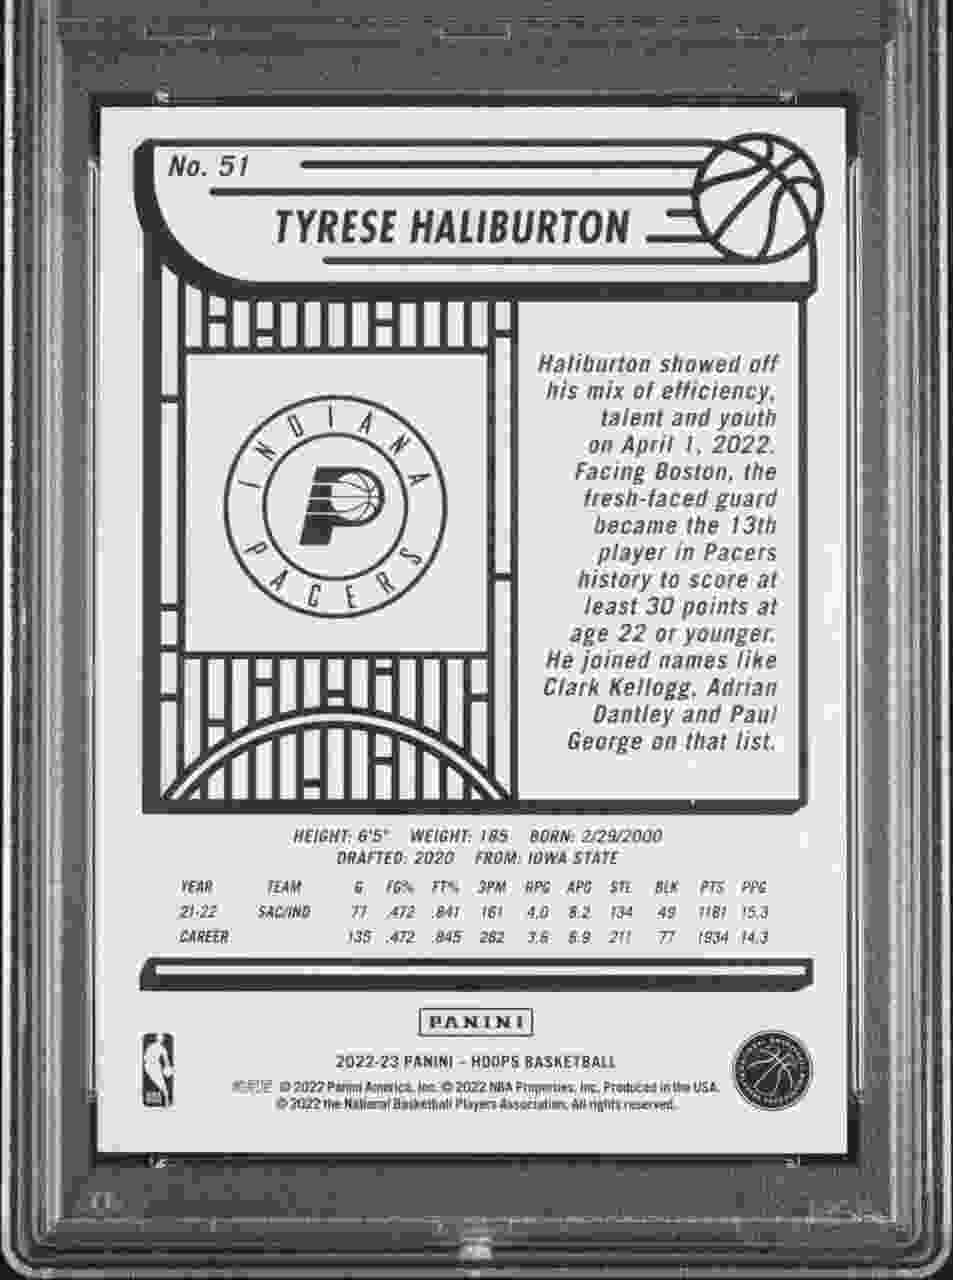 No. 51
TYRESE HALIBURTON
INDIANA
PACERS
Haliburton showed off
his mix of efficiency,
talent and youth
on April 1, 2022.
Facing Boston, the
fresh-faced guard
became the 13th
player in Pacers
history to score at
least 30 points at
age 22 or younger.
He joined names like
Clark Kellogg, Adrian
Dantley and Paul
George on that list.
HEIGHT: 6'5" WEIGHT: 185 BORN: 2/29/2000
DRAFTED: 2020 FROM: IOWA STATE
YEAR TEAM G FG% FT% 3PM RPG APG STL BLK PTS PPG
21-22 SAC/IND 77 .472 .841 161 4.0 8.2 134 49 1181 15.3
CAREER 135 .472 .845 282 3.6 6.9 211 77 1934 14.3
PANINI
2022-23 PANINI – HOOPS BASKETBALL
© 2022 Panini America, Inc. © 2022 NBA Properties, Inc. Produced in the USA.
© 2022 the National Basketball Players Association. All rights reserved.